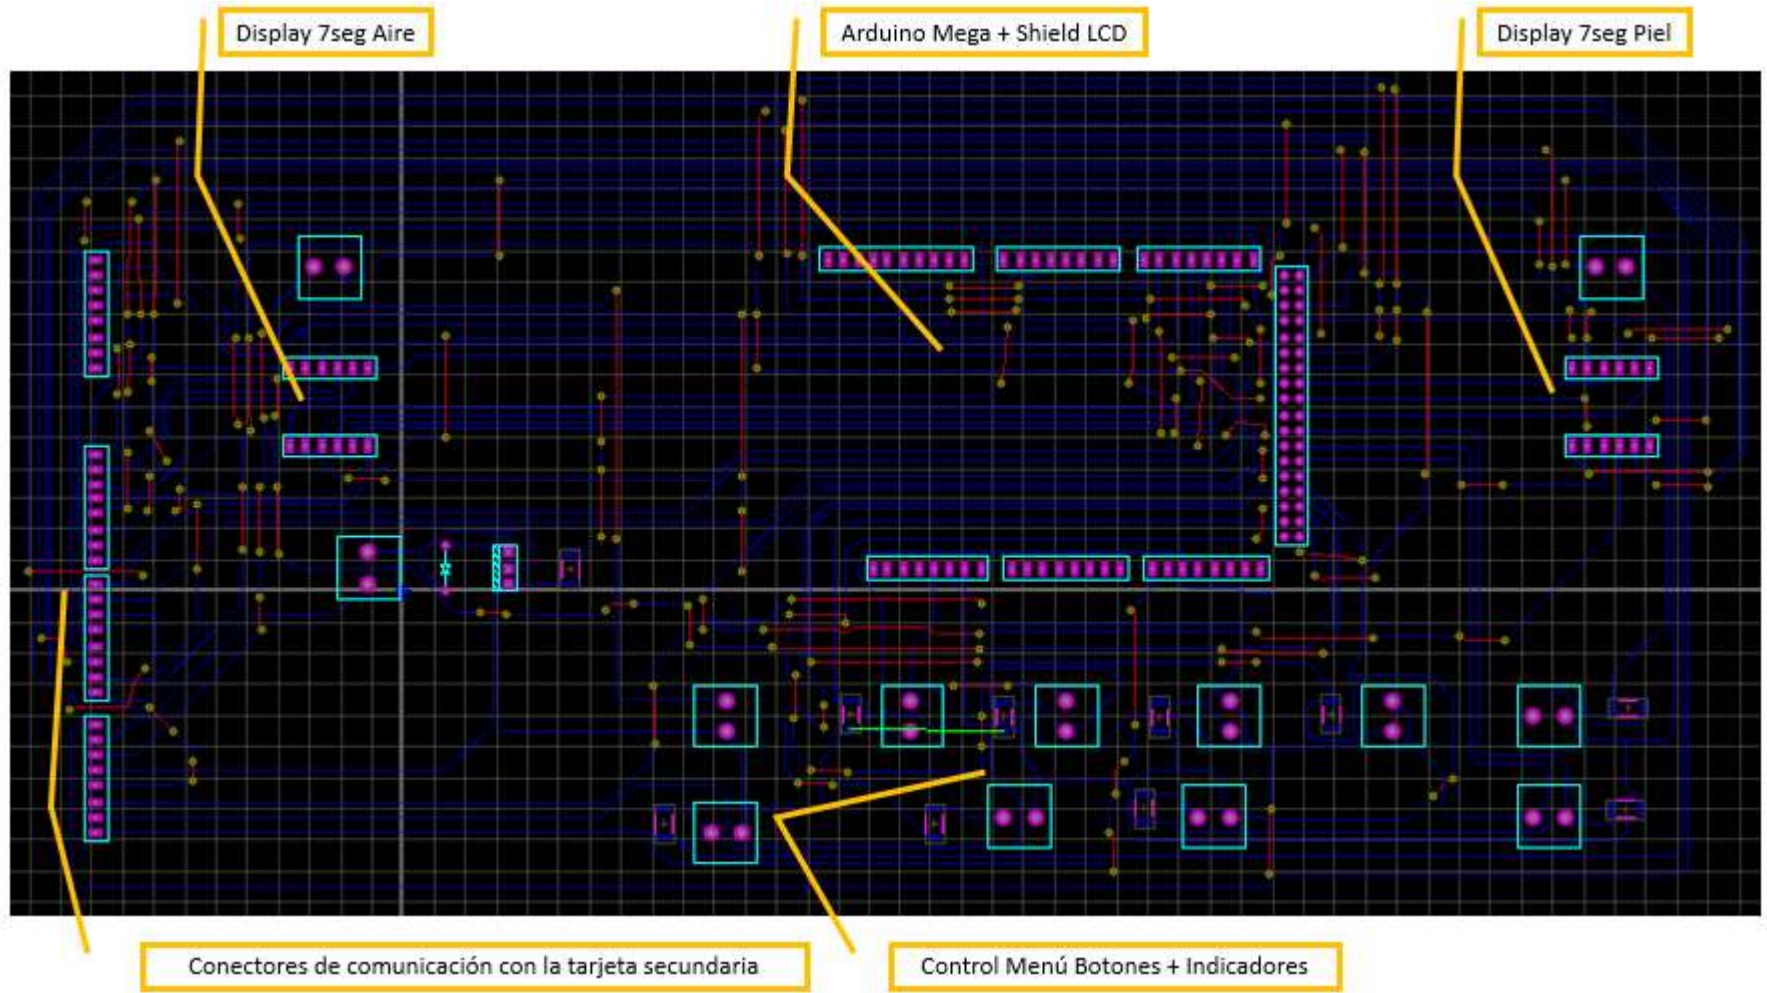 Display 7seg Aire
Arduino Mega + Shield LCD
Display 7seg Piel
Conectores de comunicación con la tarjeta secundaria
Control Menú Botones + Indicadores